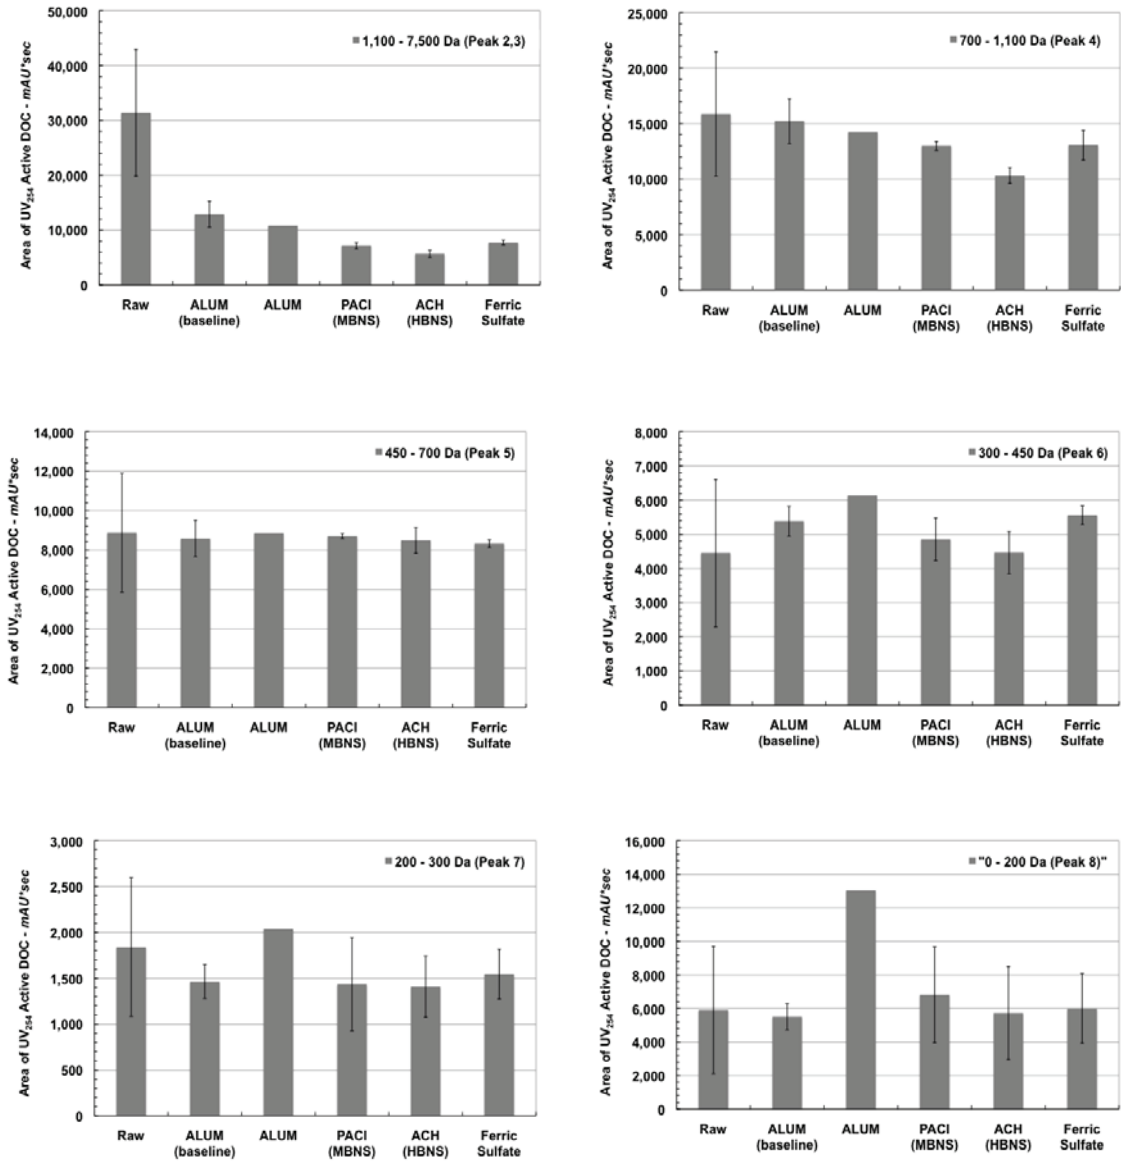 Area of UV254 Active DOC - mAU*sec
50,000
40,000
30,000
20,000
10,000
0
1,100 - 7,500 Da (Peak 2,3)
Raw ALUM ALUM PACI ACH Ferric
(baseline) (MBNS) (HBNS) Sulfate
Area of UV254 Active DOC - mAU*sec
25,000
20,000
15,000
10,000
5,000
0
700 - 1,100 Da (Peak 4)
Raw ALUM ALUM PACI ACH Ferric
(baseline) (MBNS) (HBNS) Sulfate
Area of UV254 Active DOC - mAU*sec
14,000
12,000
10,000
8,000
6,000
4,000
2,000
0
450 - 700 Da (Peak 5)
Raw ALUM ALUM PACI ACH Ferric
(baseline) (MBNS) (HBNS) Sulfate
Area of UV254 Active DOC - mAU*sec
8,000
7,000
6,000
5,000
4,000
3,000
2,000
1,000
0
300 - 450 Da (Peak 6)
Raw ALUM ALUM PACI ACH Ferric
(baseline) (MBNS) (HBNS) Sulfate
Area of UV254 Active DOC - mAU*sec
3,000
2,500
2,000
1,500
1,000
500
0
200 - 300 Da (Peak 7)
Raw ALUM ALUM PACI ACH Ferric
(baseline) (MBNS) (HBNS) Sulfate
Area of UV254 Active DOC - mAU*sec
16,000
14,000
12,000
10,000
8,000
6,000
4,000
2,000
0
"0 - 200 Da (Peak 8)"
Raw ALUM ALUM PACI ACH Ferric
(baseline) (MBNS) (HBNS) Sulfate